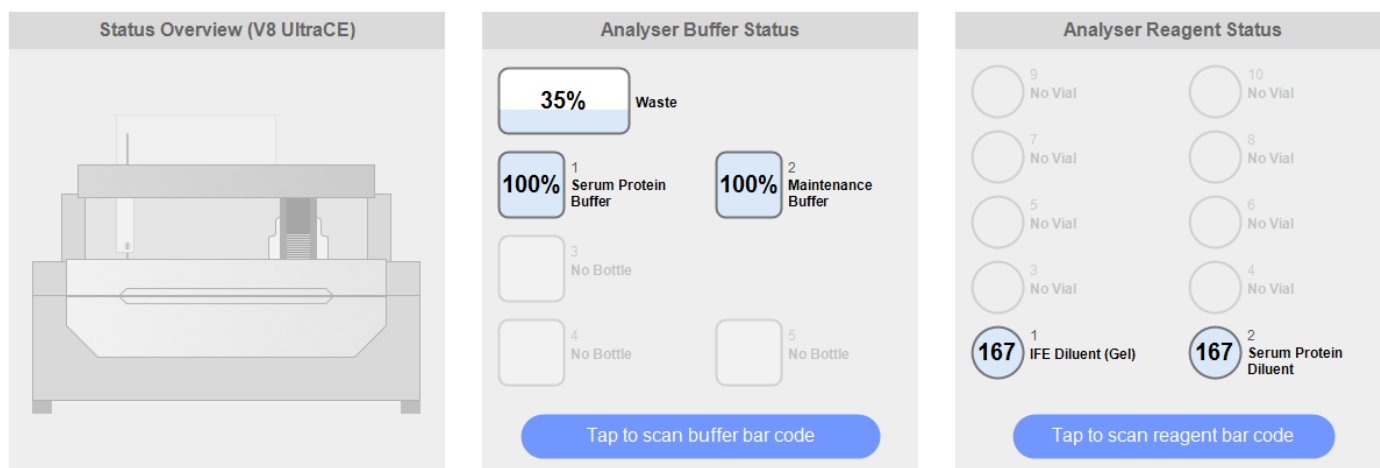 Status Overview (V8 UltraCE)
Analyser Buffer Status
35%
Waste
100%
1
Serum Protein
Buffer
100%
2
Maintenance
Buffer
3
No Bottle
4
No Bottle
5
No Bottle
Tap to scan buffer bar code
Analyser Reagent Status
9
No Vial
10
No Vial
7
No Vial
8
No Vial
5
No Vial
6
No Vial
3
No Vial
4
No Vial
167
1
IFE Diluent (Gel)
167
2
Serum Protein
Diluent
Tap to scan reagent bar code